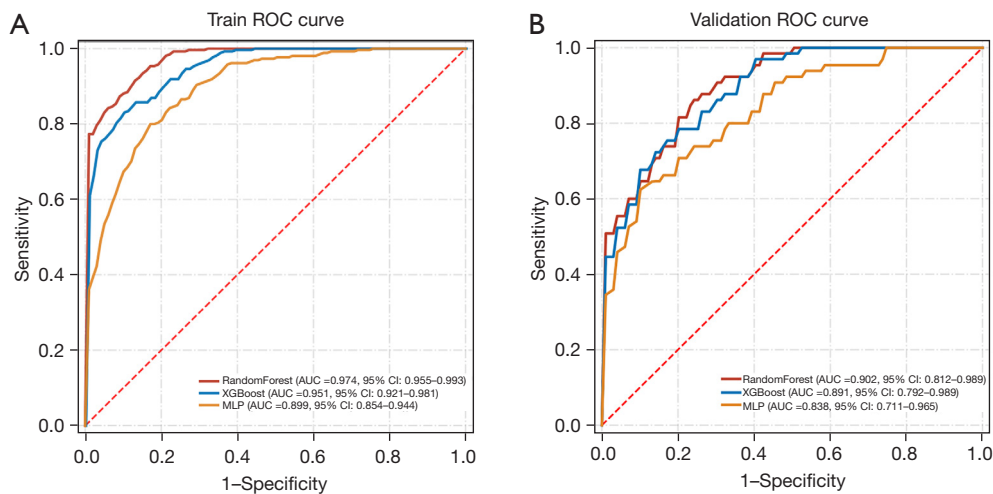 A
Train ROC curve
1.0
0.8
0.6
0.4
0.2
0.0
Sensitivity
RandomForest (AUC =0.974, 95% CI: 0.955–0.993)
XGBoost (AUC =0.951, 95% CI: 0.921–0.981)
MLP (AUC =0.899, 95% CI: 0.854–0.944)
0.0 0.2 0.4 0.6 0.8 1.0
1–Specificity
B
Validation ROC curve
1.0
0.8
0.6
0.4
0.2
0.0
Sensitivity
RandomForest (AUC =0.902, 95% CI: 0.812–0.989)
XGBoost (AUC =0.891, 95% CI: 0.792–0.989)
MLP (AUC =0.838, 95% CI: 0.711–0.965)
0.0 0.2 0.4 0.6 0.8 1.0
1–Specificity